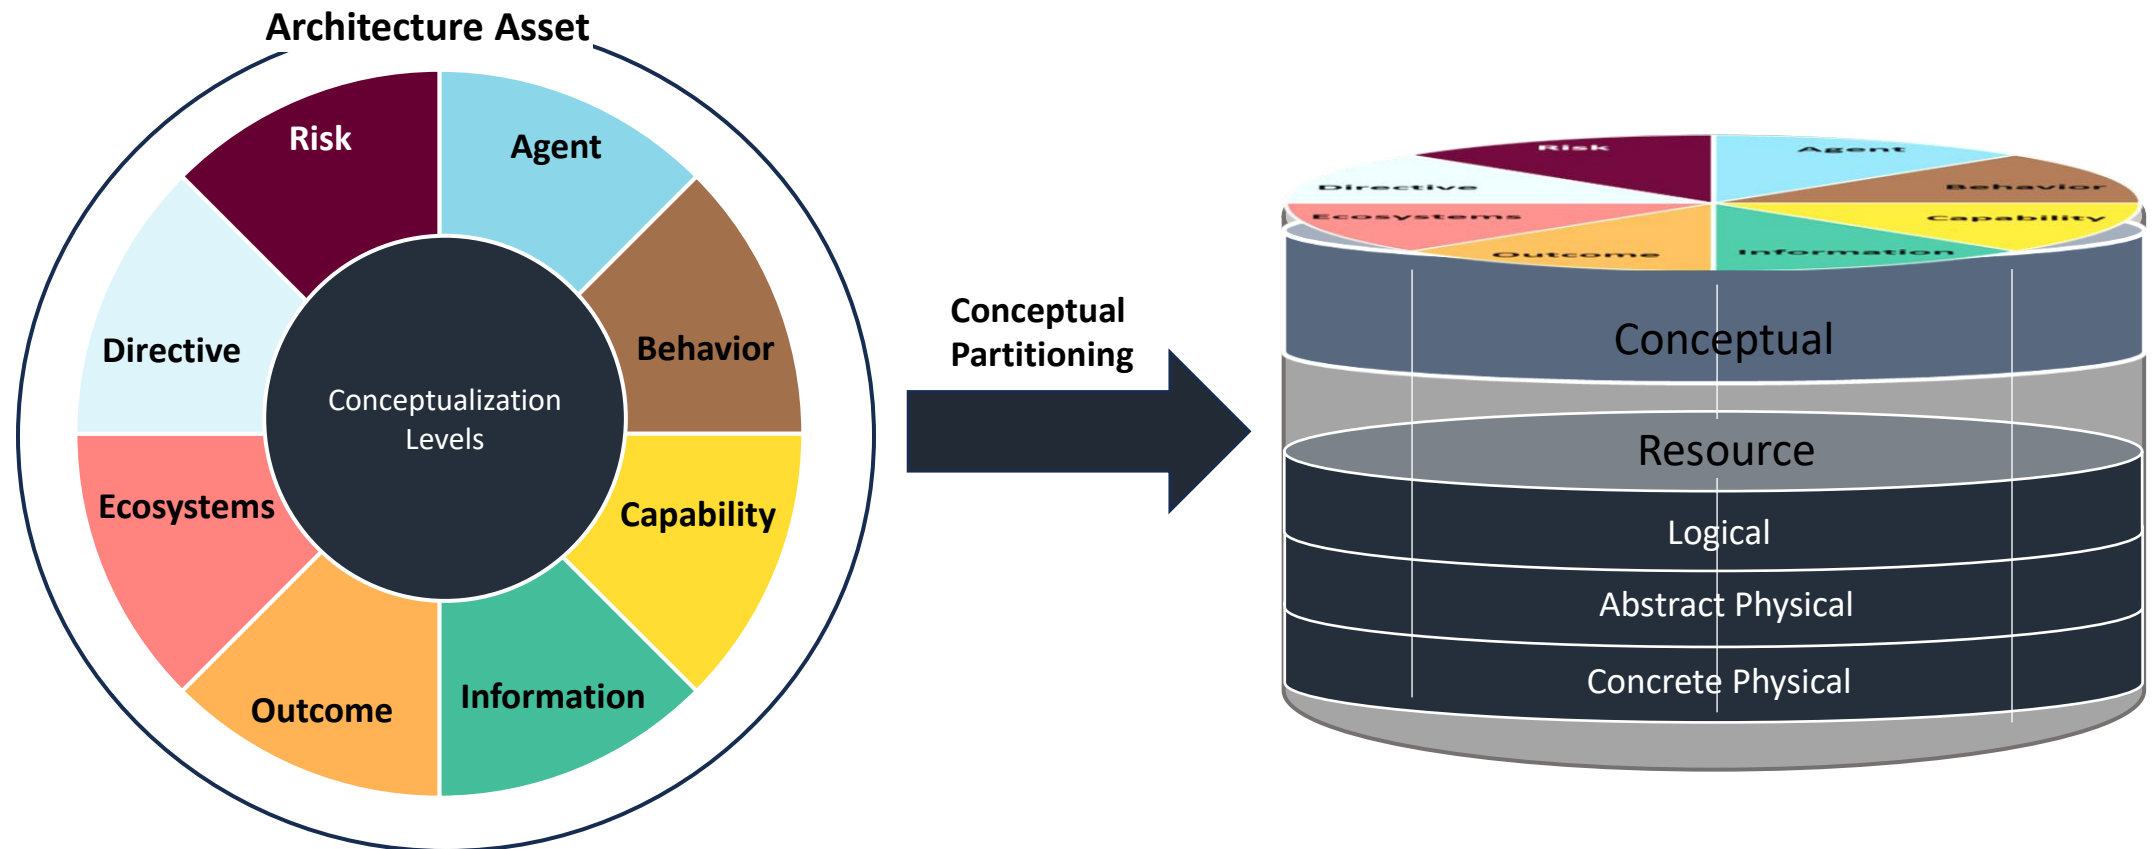 Architecture Asset
Risk
Agent
Directive
Behavior
Conceptualization
Levels
Ecosystems
Capability
Outcome
Information
Conceptual
Partitioning
Risk
Agent
Directive
Behavior
Ecosystems
Capability
Outcome
Information
Conceptual
Resource
Logical
Abstract Physical
Concrete Physical